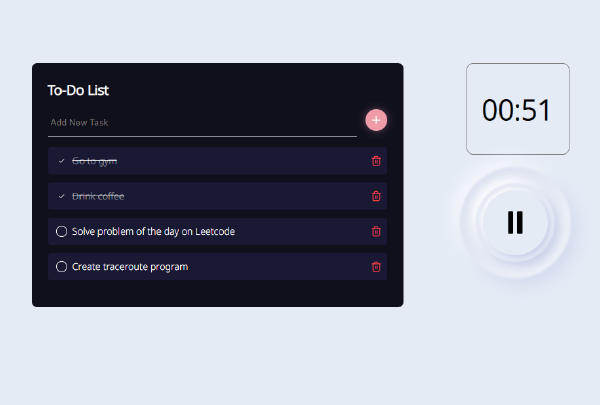 To-Do List
Add New Task
Go to gym
Drink coffee
Solve problem of the day on Leetcode
Create traceroute program
00:51